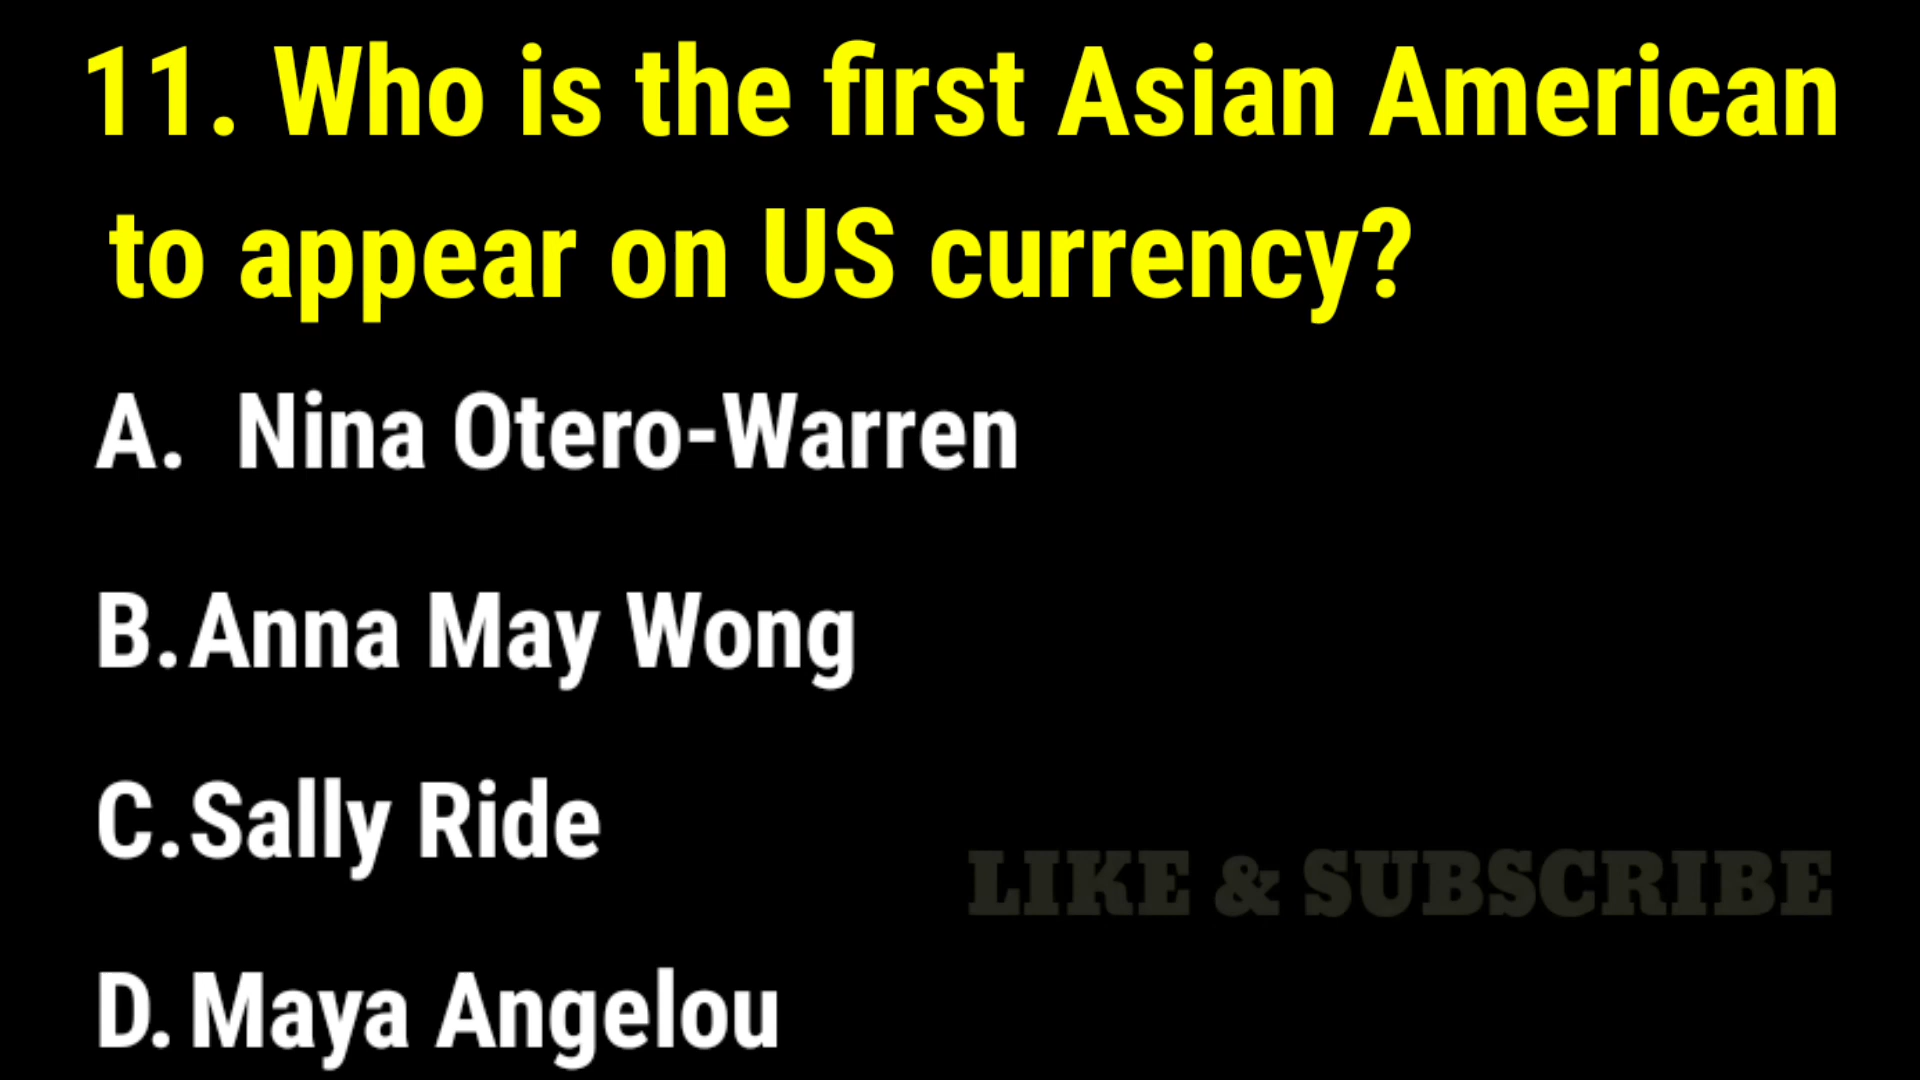 11. Who is the first Asian American
to appear on US currency?
A. Nina Otero-Warren
B. Anna May Wong
C. Sally Ride
LIKE & SUBSCRIBE
D. Maya Angelou